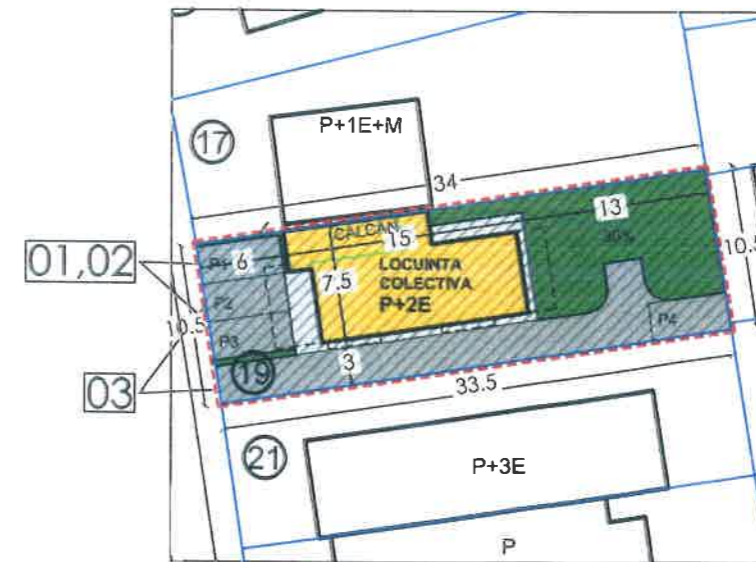 17
P+1E+M
34
13
01,02
P1
6
CALCAN
15
30%
10.5
LOCUINTA
COLECTIVA
P+2E
7.5
P2
10.5
P3
P4
03
19
3
33.5
21
P+3E
P